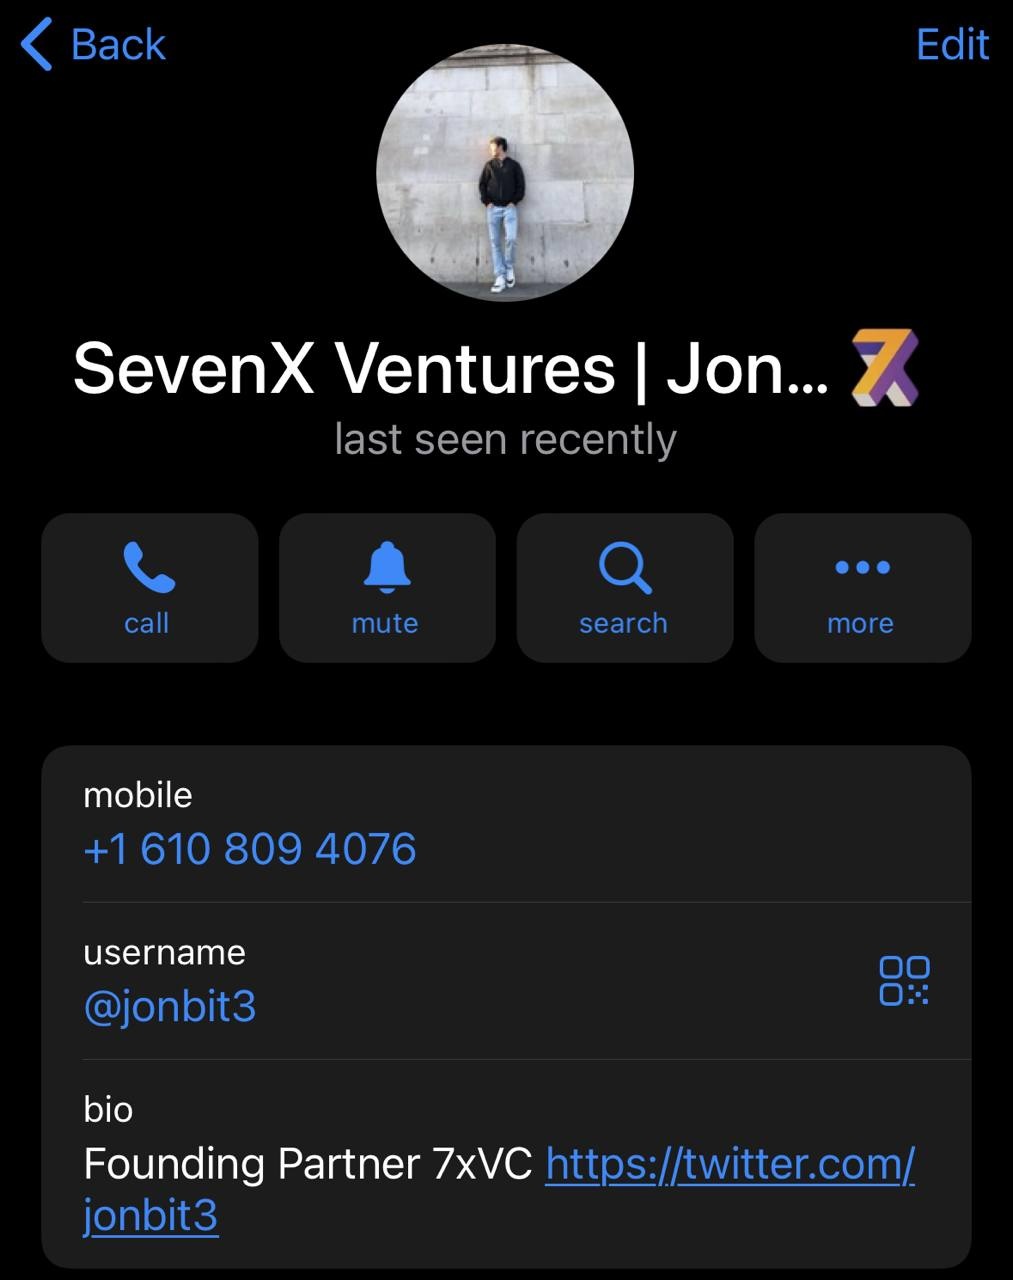 Back
Edit
SevenX Ventures | Jon...
last seen recently
call
mute
search
more
mobile
+1 610 809 4076
username
@jonbit3
bio
Founding Partner 7xVC https://twitter.com/
jonbit3